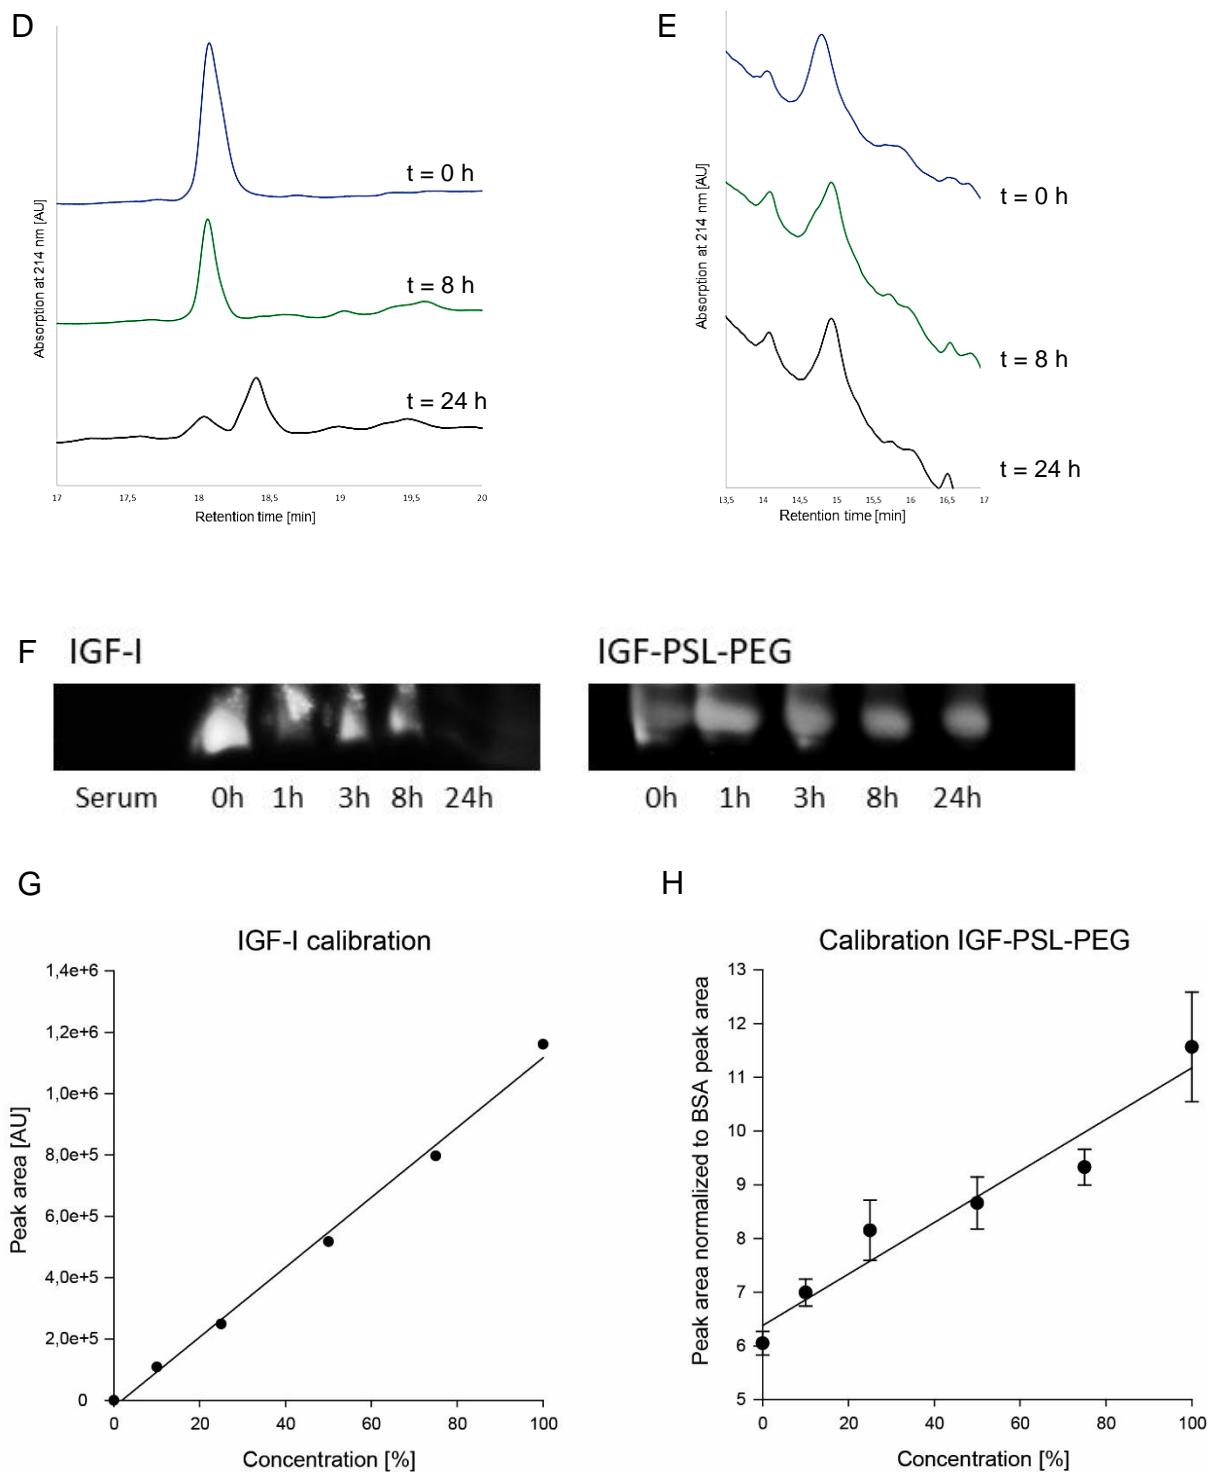 D
t = 0 h
t = 8 h
t = 24 h
Absorption at 214 nm [AU]
17 17,5 18 18,5 19 19,5 20
Retention time [min]
E
t = 0 h
t = 8 h
t = 24 h
Absorption at 214 nm [AU]
13,5 14 14,5 15 15,5 16 16,5 17
Retention time [min]
F
IGF-I
Serum 0h 1h 3h 8h 24h
IGF-PSL-PEG
0h 1h 3h 8h 24h
G
IGF-I calibration
1,4e+6
1,2e+6
1,0e+6
8,0e+5
6,0e+5
4,0e+5
2,0e+5
0
Peak area [AU]
0 20 40 60 80 100
Concentration [%]
H
Calibration IGF-PSL-PEG
13
12
11
10
9
8
7
6
5
Peak area normalized to BSA peak area
0 20 40 60 80 100
Concentration [%]